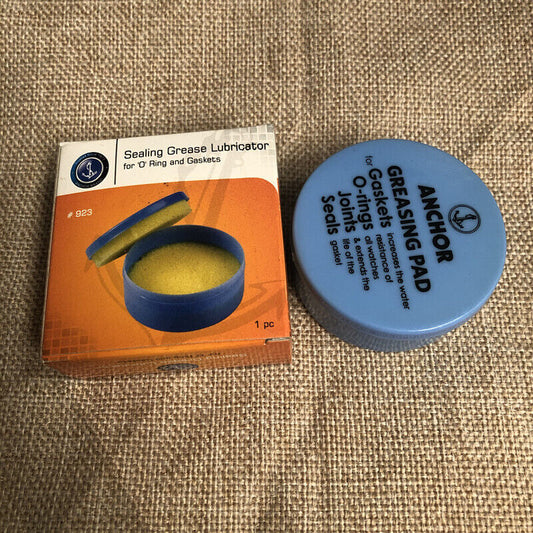 Sealing Grease Lubricator
for 'O' Ring and Gaskets
# 923
1 pc
ANCHOR
GREASING PAD
for Gaskets
O-rings
Joints
Seals
increases the water
resistance of
all watches
& extends the
life of the
gasket